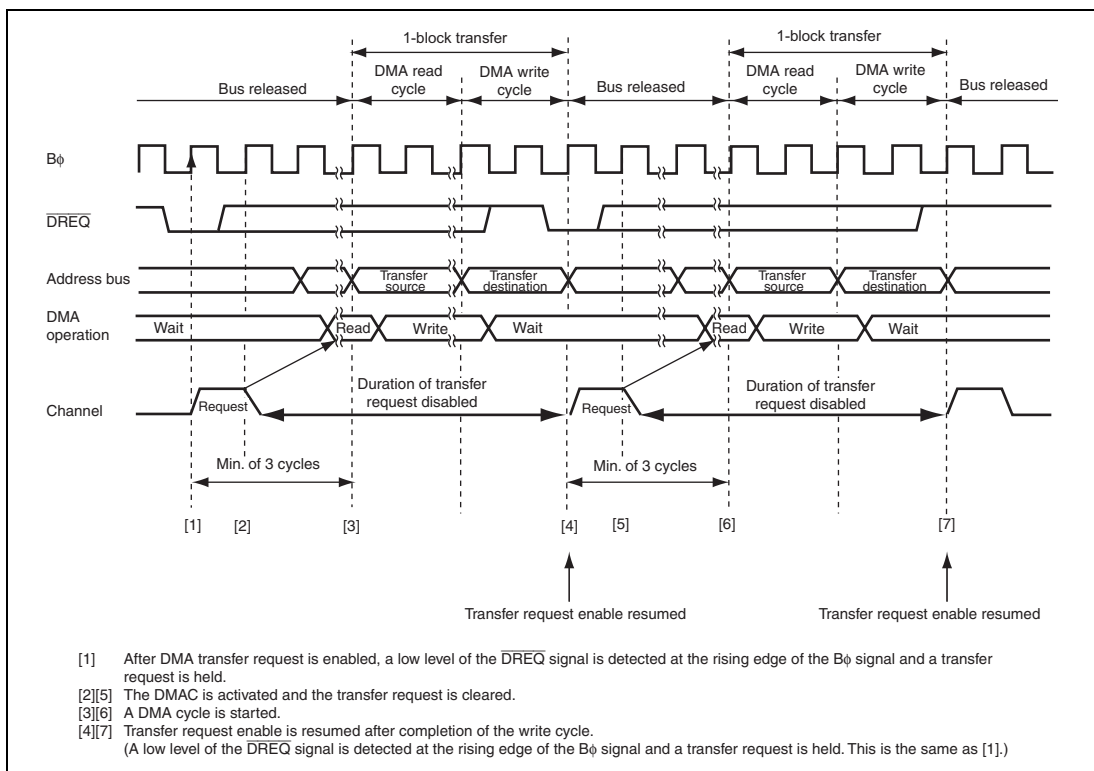 1-block transfer 1-block transfer
Bus released DMA read cycle DMA write cycle Bus released DMA read cycle DMA write cycle Bus released
Bϕ
DREQ
Address bus Transfer source Transfer destination Transfer source Transfer destination
DMA operation Wait Read Write Wait Read Write Wait
Channel Request Duration of transfer request disabled Request Duration of transfer request disabled
Min. of 3 cycles Min. of 3 cycles
[1] [2] [3] [4] [5] [6] [7]
Transfer request enable resumed Transfer request enable resumed
[1] After DMA transfer request is enabled, a low level of the DREQ signal is detected at the rising edge of the Bϕ signal and a transfer
request is held.
[2][5] The DMAC is activated and the transfer request is cleared.
[3][6] A DMA cycle is started.
[4][7] Transfer request enable is resumed after completion of the write cycle.
(A low level of the DREQ signal is detected at the rising edge of the Bϕ signal and a transfer request is held. This is the same as [1].)